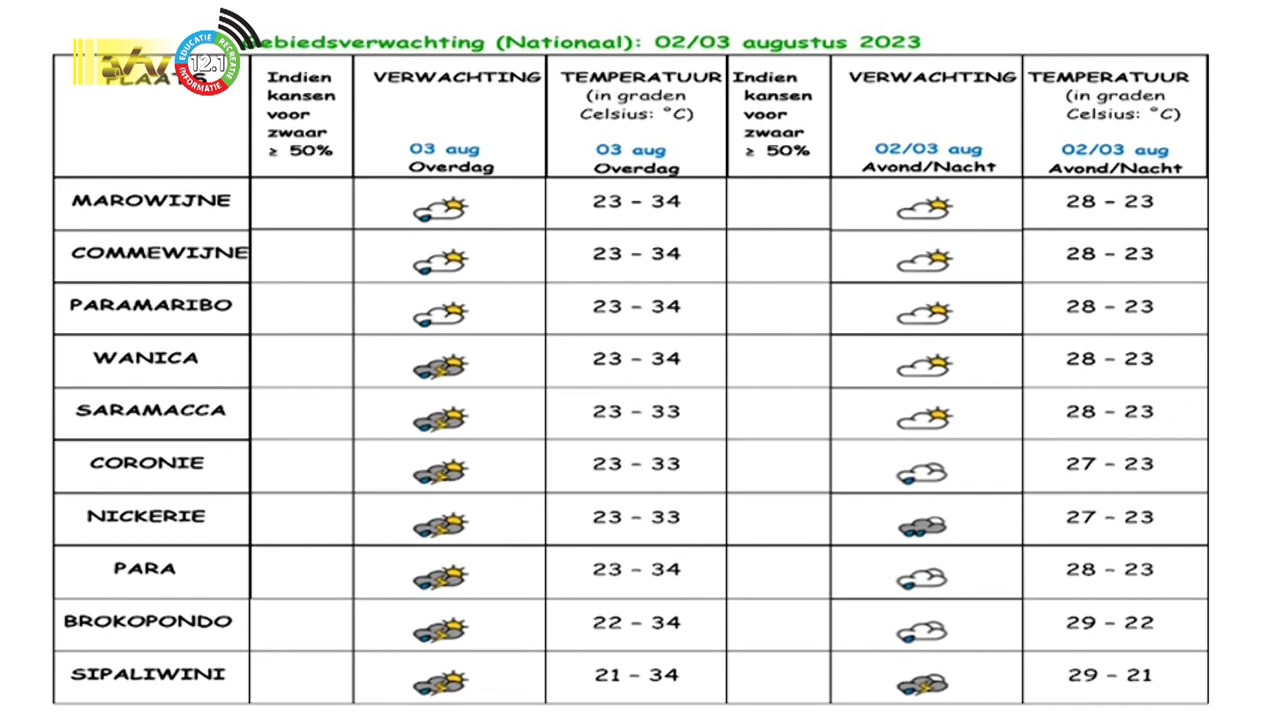 ebiedsverwachting (Nationaal): 02/03 augustus 2023
EDUCATIE RECREATIE INFORMATIE
12.1
PLAATS
Indien kansen voor zwaar ≥ 50%
VERWACHTING 03 aug Overdag
TEMPERATUUR (in graden Celsius: °C) 03 aug Overdag
Indien kansen voor zwaar ≥ 50%
VERWACHTING 02/03 aug Avond/Nacht
TEMPERATUUR (in graden Celsius: °C) 02/03 aug Avond/Nacht
MAROWIJNE 23 - 34 28 - 23
COMMEWIJNE 23 - 34 28 - 23
PARAMARIBO 23 - 34 28 - 23
WANICA 23 - 34 28 - 23
SARAMACCA 23 - 33 28 - 23
CORONIE 23 - 33 27 - 23
NICKERIE 23 - 33 27 - 23
PARA 23 - 34 28 - 23
BROKOPONDO 22 - 34 29 - 22
SIPALIWINI 21 - 34 29 - 21